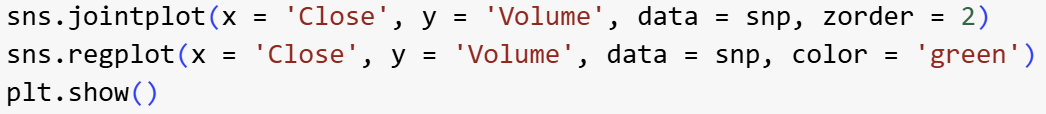 sns.jointplot(x = 'Close', y = 'Volume', data = snp, zorder = 2)
sns.regplot(x = 'Close', y = 'Volume', data = snp, color = 'green')
plt.show()